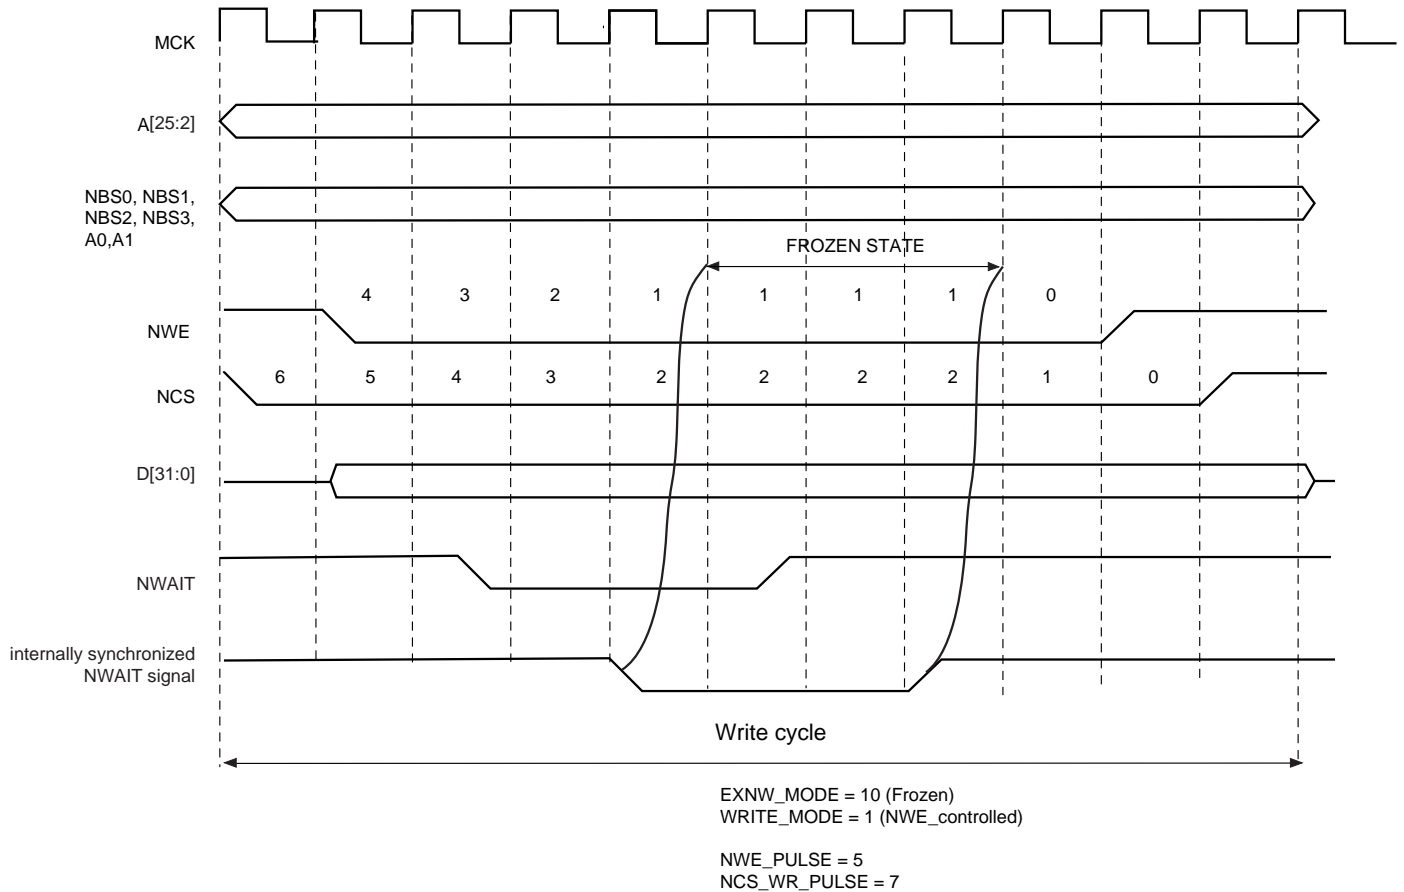 MCK
A[25:2]
NBS0, NBS1,
NBS2, NBS3,
A0,A1
FROZEN STATE
4 3 2 1 1 1 1 0
NWE
6 5 4 3 2 2 2 2 1 0
NCS
D[31:0]
NWAIT
internally synchronized
NWAIT signal
Write cycle
EXNW_MODE = 10 (Frozen)
WRITE_MODE = 1 (NWE_controlled)
NWE_PULSE = 5
NCS_WR_PULSE = 7